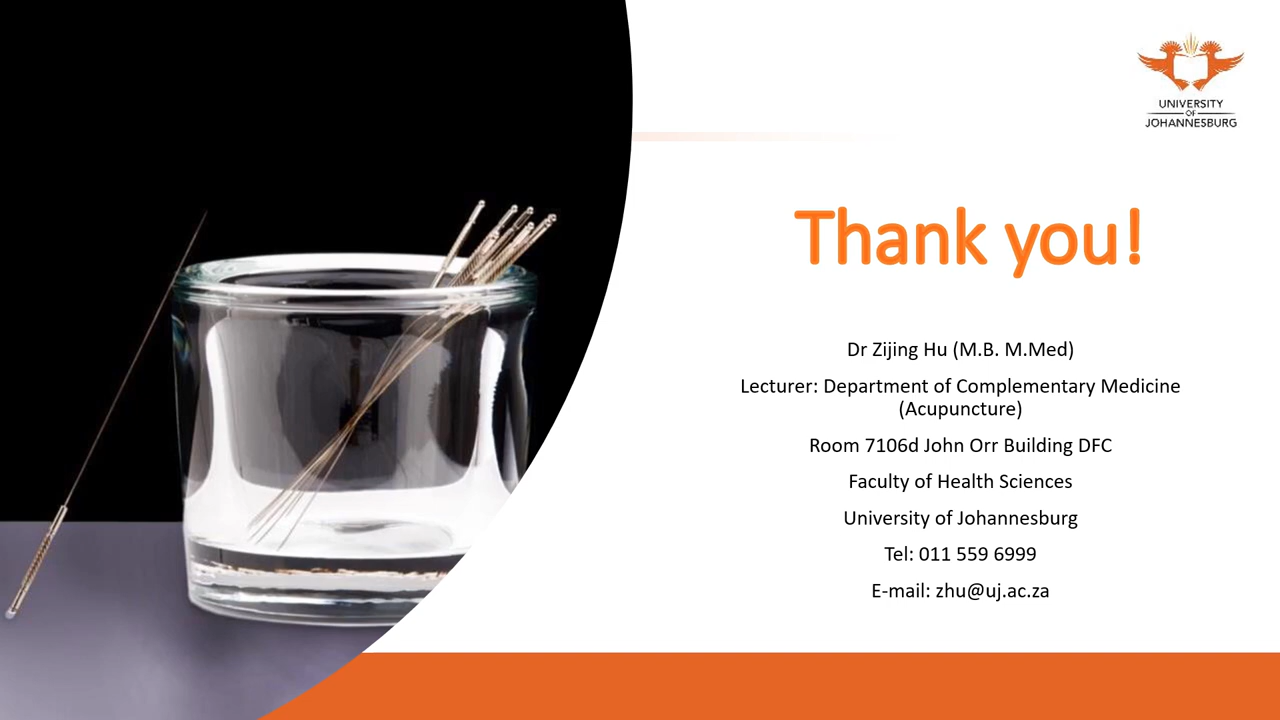 UNIVERSITY
OF
JOHANNESBURG
Thank you!
Dr Zijing Hu (M.B. M.Med)
Lecturer: Department of Complementary Medicine
(Acupuncture)
Room 7106d John Orr Building DFC
Faculty of Health Sciences
University of Johannesburg
Tel: 011 559 6999
E-mail: zhu@uj.ac.za